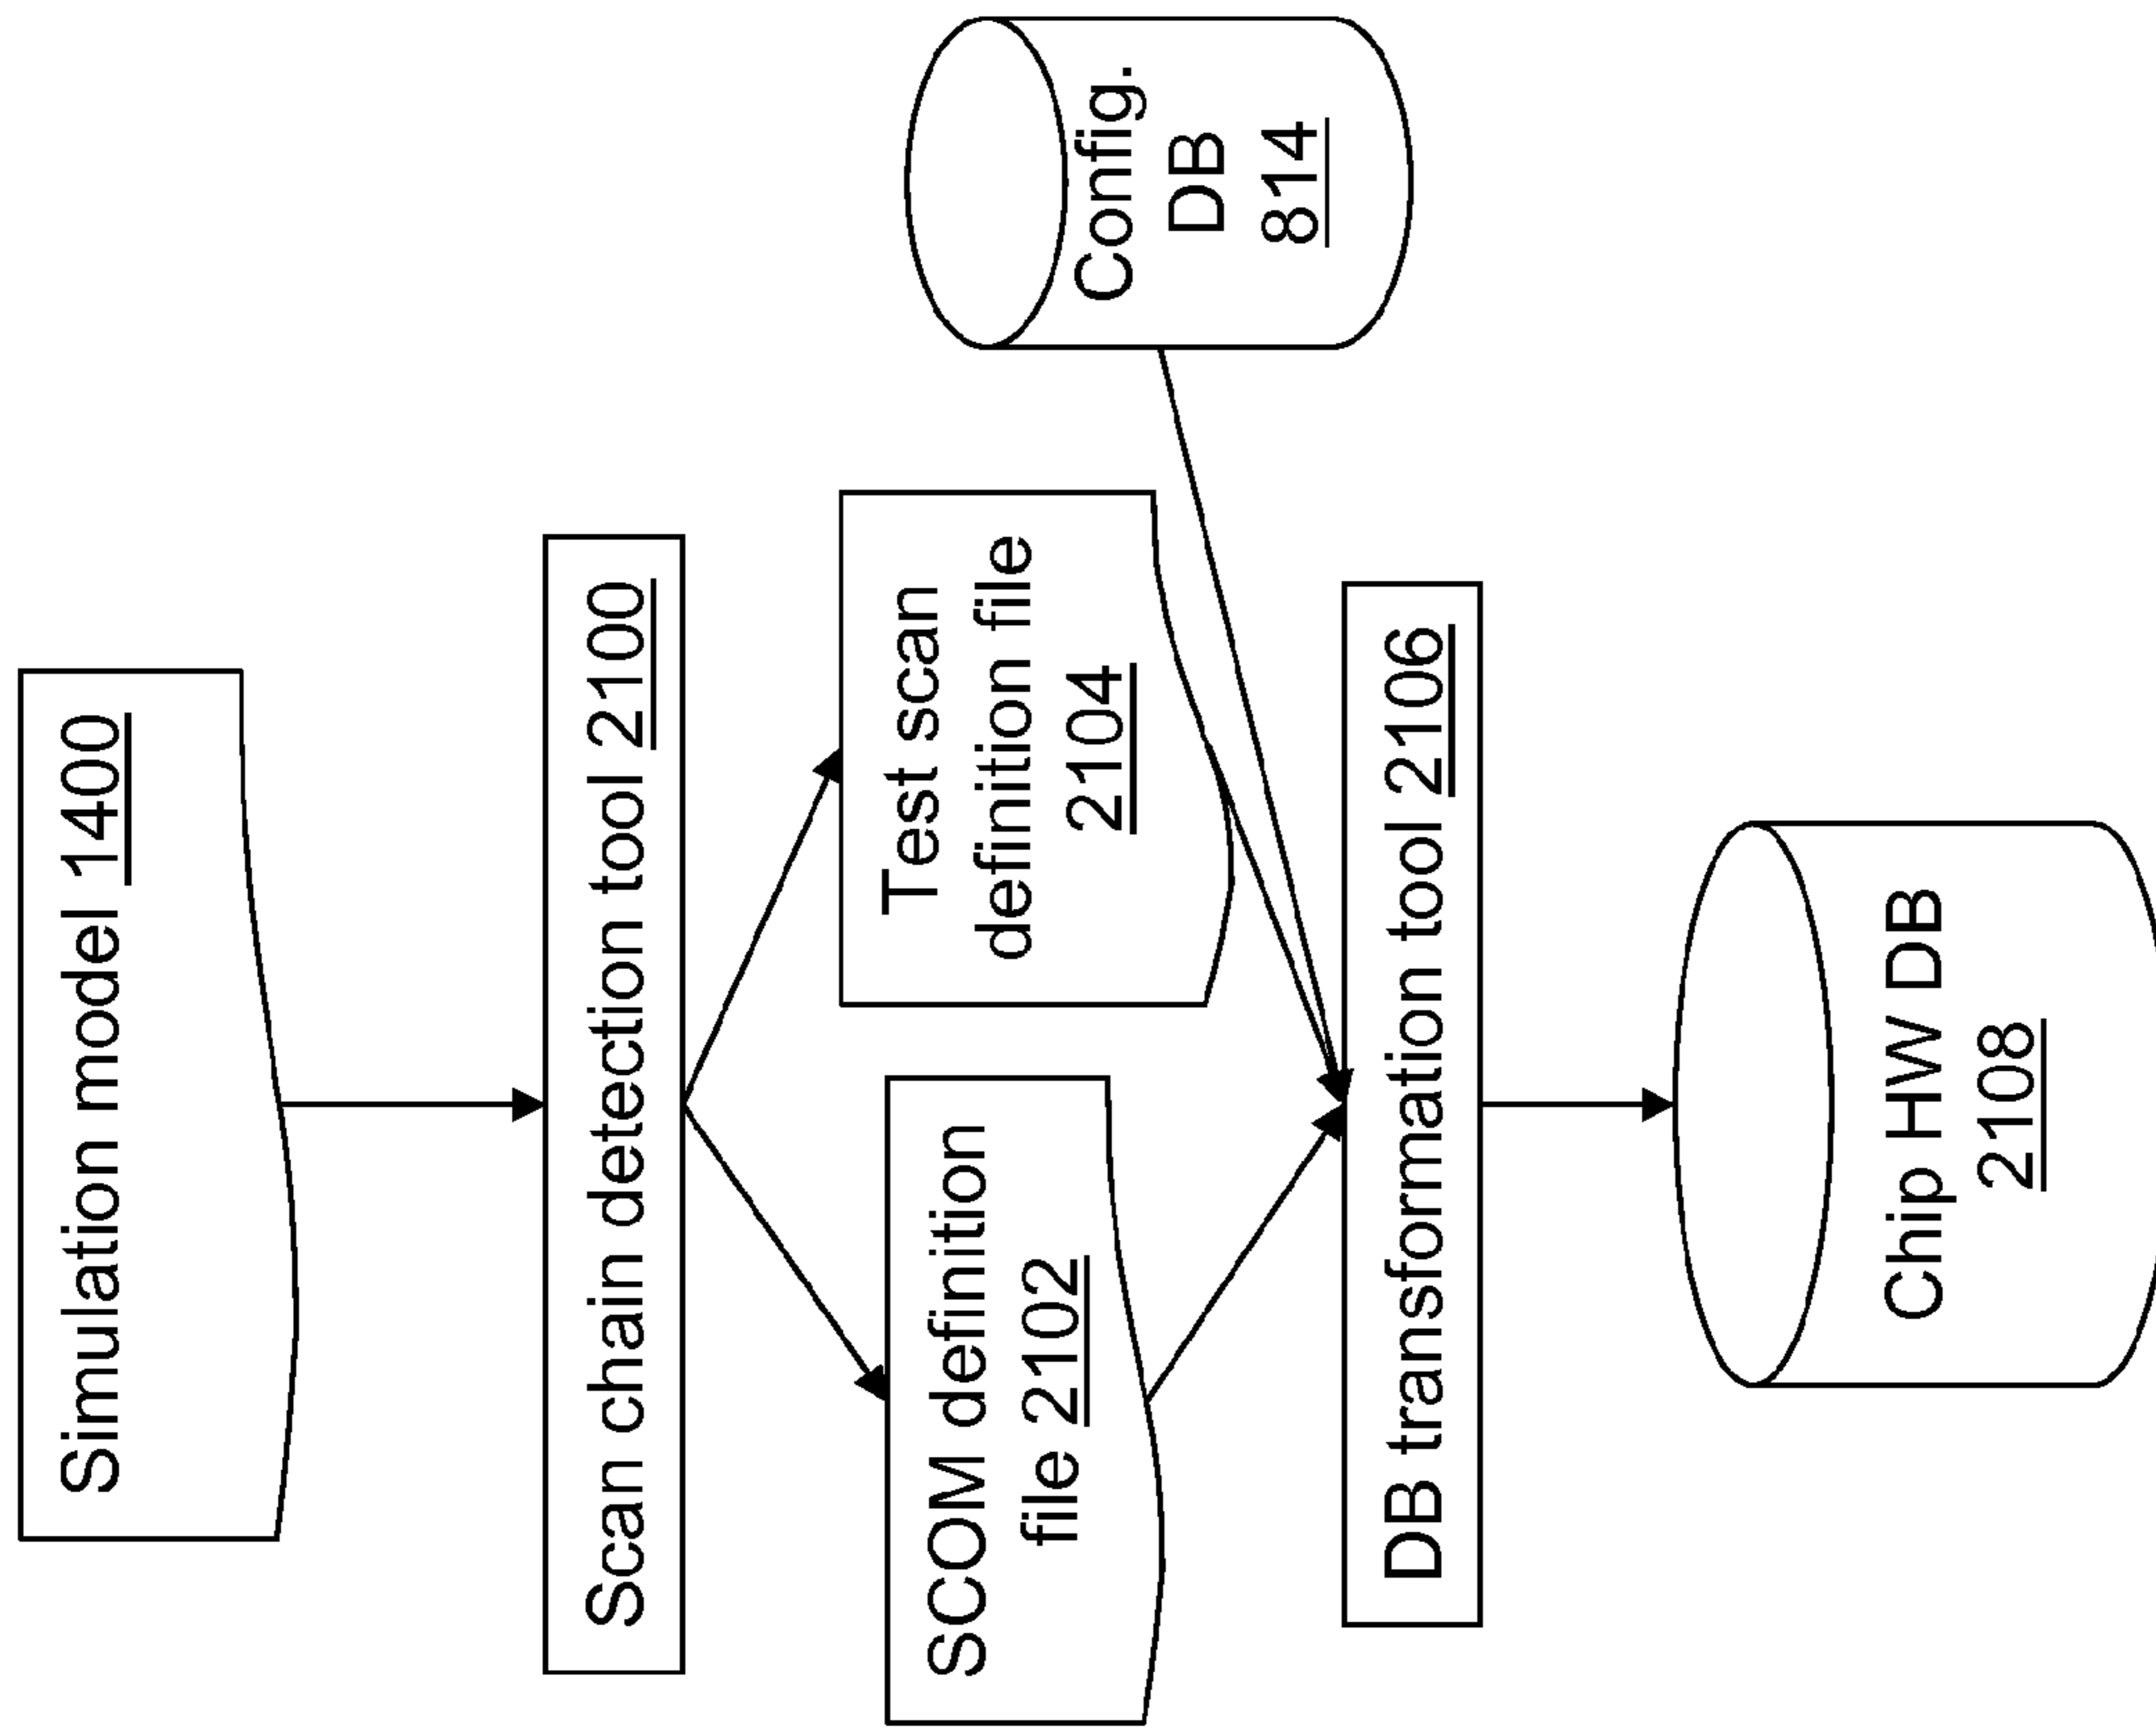 Simulation model 1400
Scan chain detection tool 2100
SCOM definition
file 2102
Test scan
definition file
2104
Config.
DB
814
DB transformation tool 2106
Chip HW DB
2108